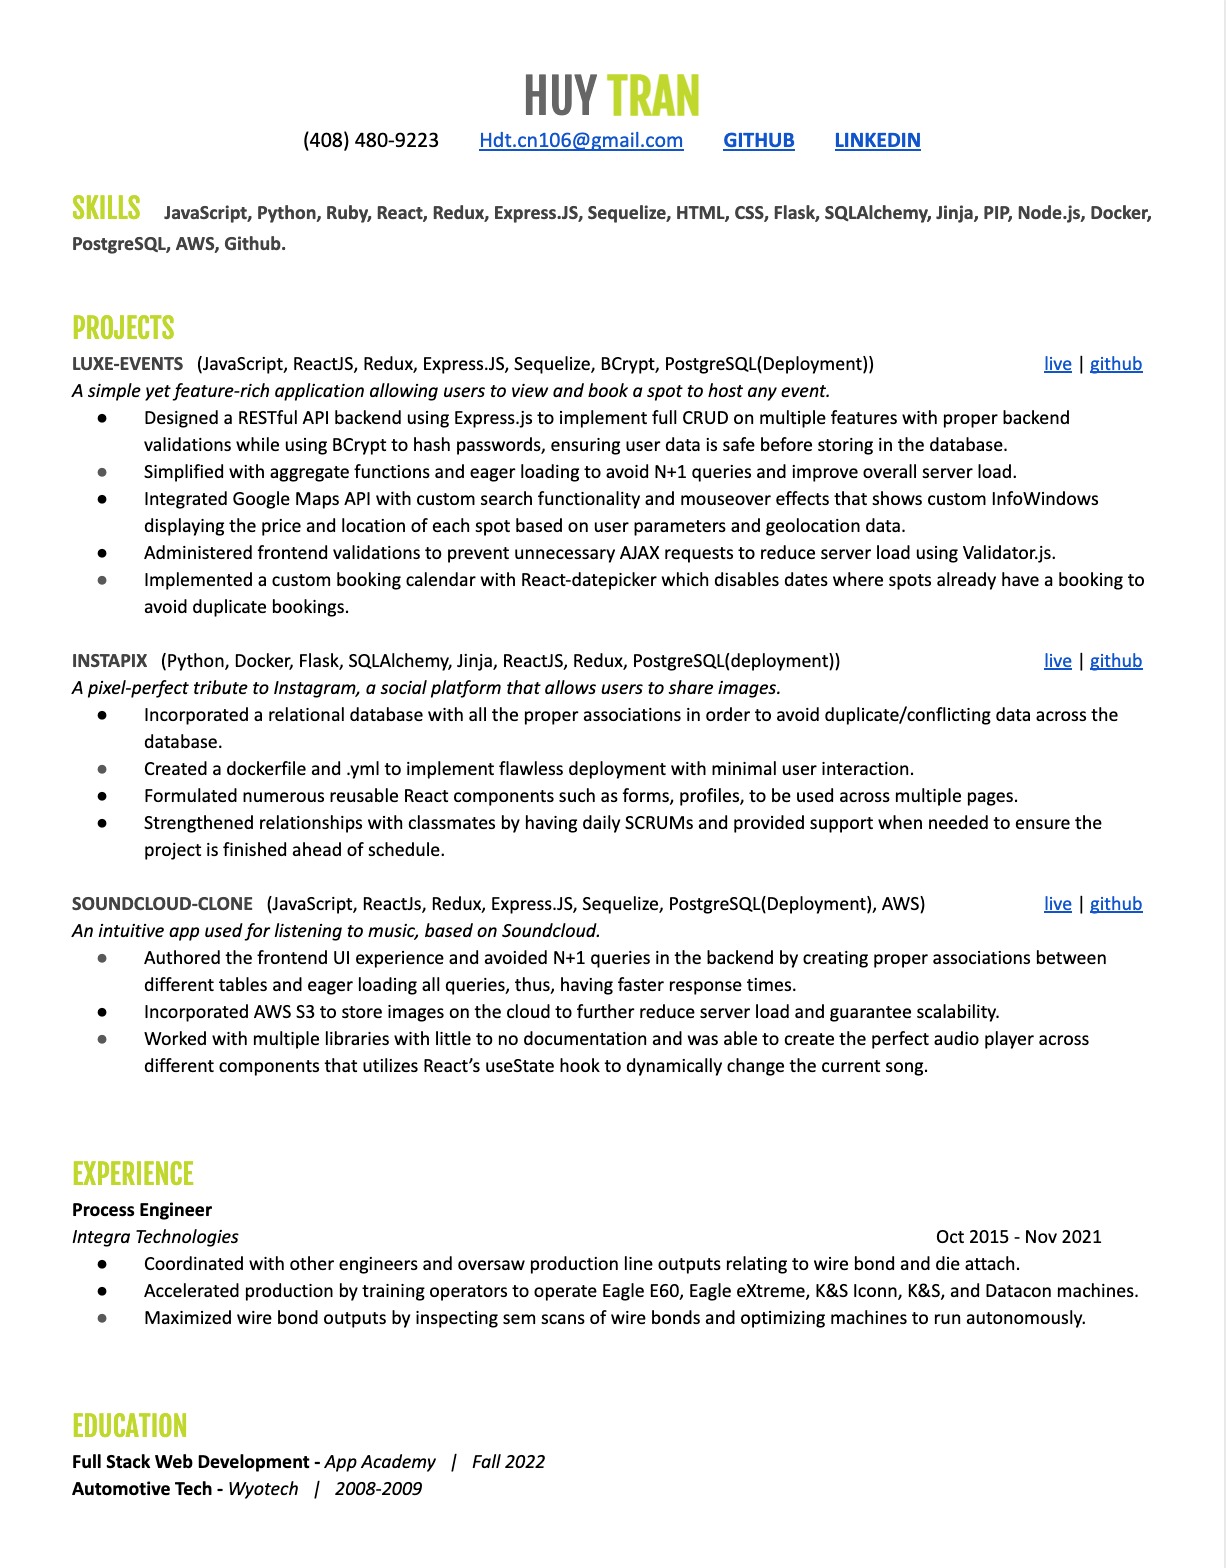 HUY TRAN
(408) 480-9223 Hdt.cn106@gmail.com GITHUB LINKEDIN
SKILLS JavaScript, Python, Ruby, React, Redux, Express.JS, Sequelize, HTML, CSS, Flask, SQLAlchemy, Jinja, PIP, Node.js, Docker,
PostgreSQL, AWS, Github.
PROJECTS
LUXE-EVENTS (JavaScript, ReactJS, Redux, Express.JS, Sequelize, BCrypt, PostgreSQL(Deployment)) live | github
A simple yet feature-rich application allowing users to view and book a spot to host any event.
● Designed a RESTful API backend using Express.js to implement full CRUD on multiple features with proper backend
validations while using BCrypt to hash passwords, ensuring user data is safe before storing in the database.
● Simplified with aggregate functions and eager loading to avoid N+1 queries and improve overall server load.
● Integrated Google Maps API with custom search functionality and mouseover effects that shows custom InfoWindows
displaying the price and location of each spot based on user parameters and geolocation data.
● Administered frontend validations to prevent unnecessary AJAX requests to reduce server load using Validator.js.
● Implemented a custom booking calendar with React-datepicker which disables dates where spots already have a booking to
avoid duplicate bookings.
INSTAPIX (Python, Docker, Flask, SQLAlchemy, Jinja, ReactJS, Redux, PostgreSQL(deployment)) live | github
A pixel-perfect tribute to Instagram, a social platform that allows users to share images.
● Incorporated a relational database with all the proper associations in order to avoid duplicate/conflicting data across the
database.
● Created a dockerfile and .yml to implement flawless deployment with minimal user interaction.
● Formulated numerous reusable React components such as forms, profiles, to be used across multiple pages.
● Strengthened relationships with classmates by having daily SCRUMs and provided support when needed to ensure the
project is finished ahead of schedule.
SOUNDCLOUD-CLONE (JavaScript, ReactJs, Redux, Express.JS, Sequelize, PostgreSQL(Deployment), AWS) live | github
An intuitive app used for listening to music, based on Soundcloud.
● Authored the frontend UI experience and avoided N+1 queries in the backend by creating proper associations between
different tables and eager loading all queries, thus, having faster response times.
● Incorporated AWS S3 to store images on the cloud to further reduce server load and guarantee scalability.
● Worked with multiple libraries with little to no documentation and was able to create the perfect audio player across
different components that utilizes React’s useState hook to dynamically change the current song.
EXPERIENCE
Process Engineer
Integra Technologies Oct 2015 - Nov 2021
● Coordinated with other engineers and oversaw production line outputs relating to wire bond and die attach.
● Accelerated production by training operators to operate Eagle E60, Eagle eXtreme, K&S Iconn, K&S, and Datacon machines.
● Maximized wire bond outputs by inspecting sem scans of wire bonds and optimizing machines to run autonomously.
EDUCATION
Full Stack Web Development - App Academy | Fall 2022
Automotive Tech - Wyotech | 2008-2009